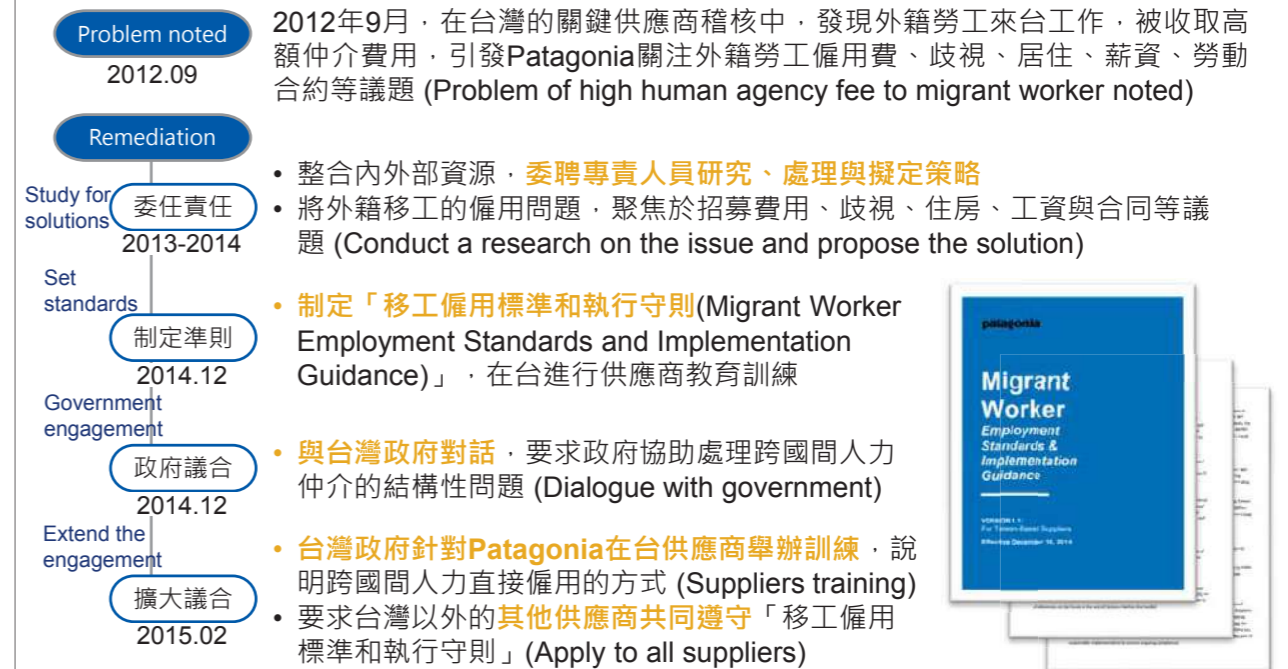 Problem noted
2012.09
2012年9月，在台灣的關鍵供應商稽核中，發現外籍勞工來台工作，被收取高
額仲介費用，引發Patagonia關注外籍勞工僱用費、歧視、居住、薪資、勞動
合約等議題 (Problem of high human agency fee to migrant worker noted)
Remediation
Study for
solutions
委任責任
2013-2014
• 整合內外部資源，委聘專責人員研究、處理與擬定策略
• 將外籍移工的僱用問題，聚焦於招募費用、歧視、住房、工資與合同等議
題 (Conduct a research on the issue and propose the solution)
Set
standards
制定準則
2014.12
• 制定「移工僱用標準和執行守則(Migrant Worker
Employment Standards and Implementation
Guidance)」，在台進行供應商教育訓練
Government
engagement
政府議合
2014.12
• 與台灣政府對話，要求政府協助處理跨國間人力
仲介的結構性問題 (Dialogue with government)
Extend the
engagement
擴大議合
2015.02
• 台灣政府針對Patagonia在台供應商舉辦訓練，說
明跨國間人力直接僱用的方式 (Suppliers training)
• 要求台灣以外的其他供應商共同遵守「移工僱用
標準和執行守則」(Apply to all suppliers)
patagonia
Migrant
Worker
Employment
Standards &
Implementation
Guidance
VERSION 1.1
For Taiwan-Based Suppliers
Effective December 10, 2014